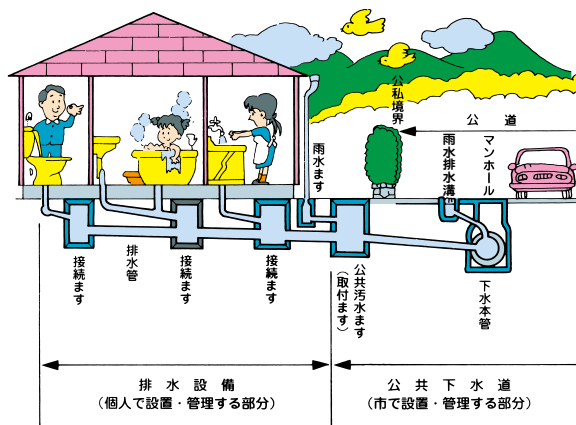 公私境界
公道
雨水ます
雨水排水溝
マンホール
接続ます
排水管
接続ます
接続ます
公共汚水ます
(取付ます)
下水本管
排水設備
(個人で設置・管理する部分)
公共下水道
(市で設置・管理する部分)